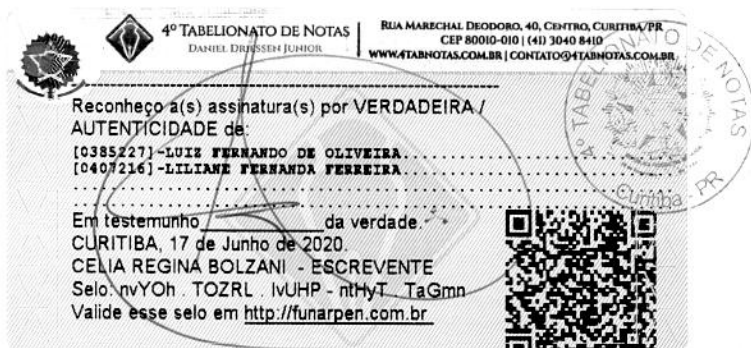 4º TABELIONATO DE NOTAS
DANIEL DRIESSEN JUNIOR
RUA MARECHAL DEODORO, 40, CENTRO, CURITIBA/PR
CEP 80010-010 | (41) 3040 8410
WWW.4TABNOTAS.COM.BR | CONTATO@4TABNOTAS.COM.BR
Reconheço a(s) assinatura(s) por VERDADEIRA /
AUTENTICIDADE de:
[0385227]-LUIZ FERNANDO DE OLIVEIRA
[0407216]-LILIANE FERNANDA FERREIRA
Em testemunho ____________ da verdade.
CURITIBA, 17 de Junho de 2020.
CELIA REGINA BOLZANI - ESCREVENTE
Selo: nvYOh . TOZRL . IvUHP - ntHyT . TaGmn
Valide esse selo em http://funarpen.com.br
4º TABELIONATO DE NOTAS
Curitiba - PR